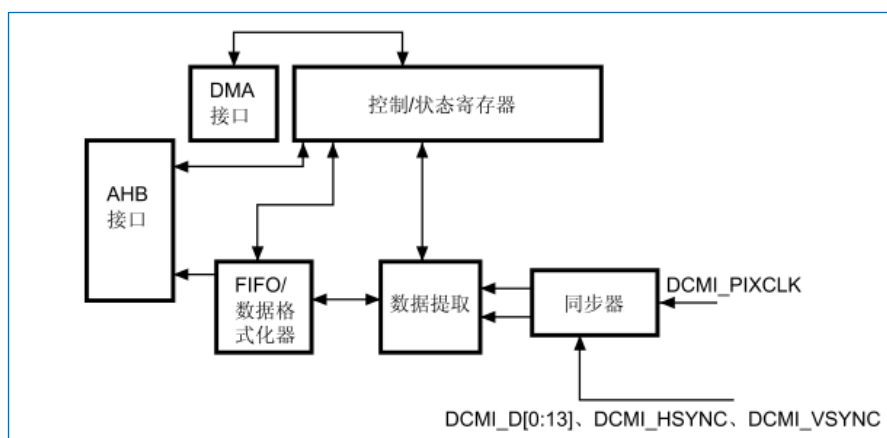 DMA
接口
控制/状态寄存器
AHB
接口
FIFO/
数据格
式化器
数据提取
同步器
DCMI_PIXCLK
DCMI_D[0:13]、DCMI_HSYNC、DCMI_VSYNC